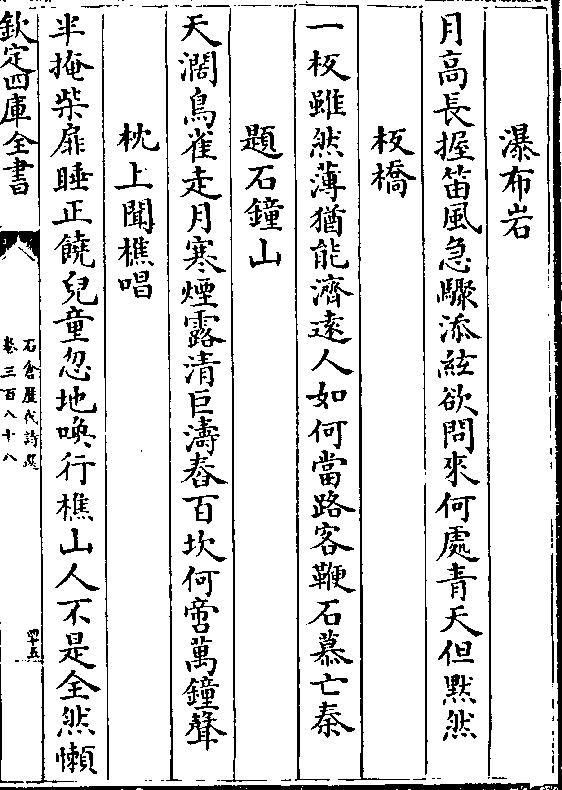 瀑布岩
月高長握笛風急驟添絃欲問來何處青天但黙然
板橋
一板雖然薄猶能濟遠人如何當路客鞭石慕亡秦
題石鐘山
天濶鳥雀走月寒煙露清巨濤舂百坎何啻萬鐘聲
枕上聞樵唱
半掩柴扉睡正饒兒童忽地喚行樵山人不是全然懶
欽定四庫全書
石倉歷代詩選
卷三百八十八
四十五